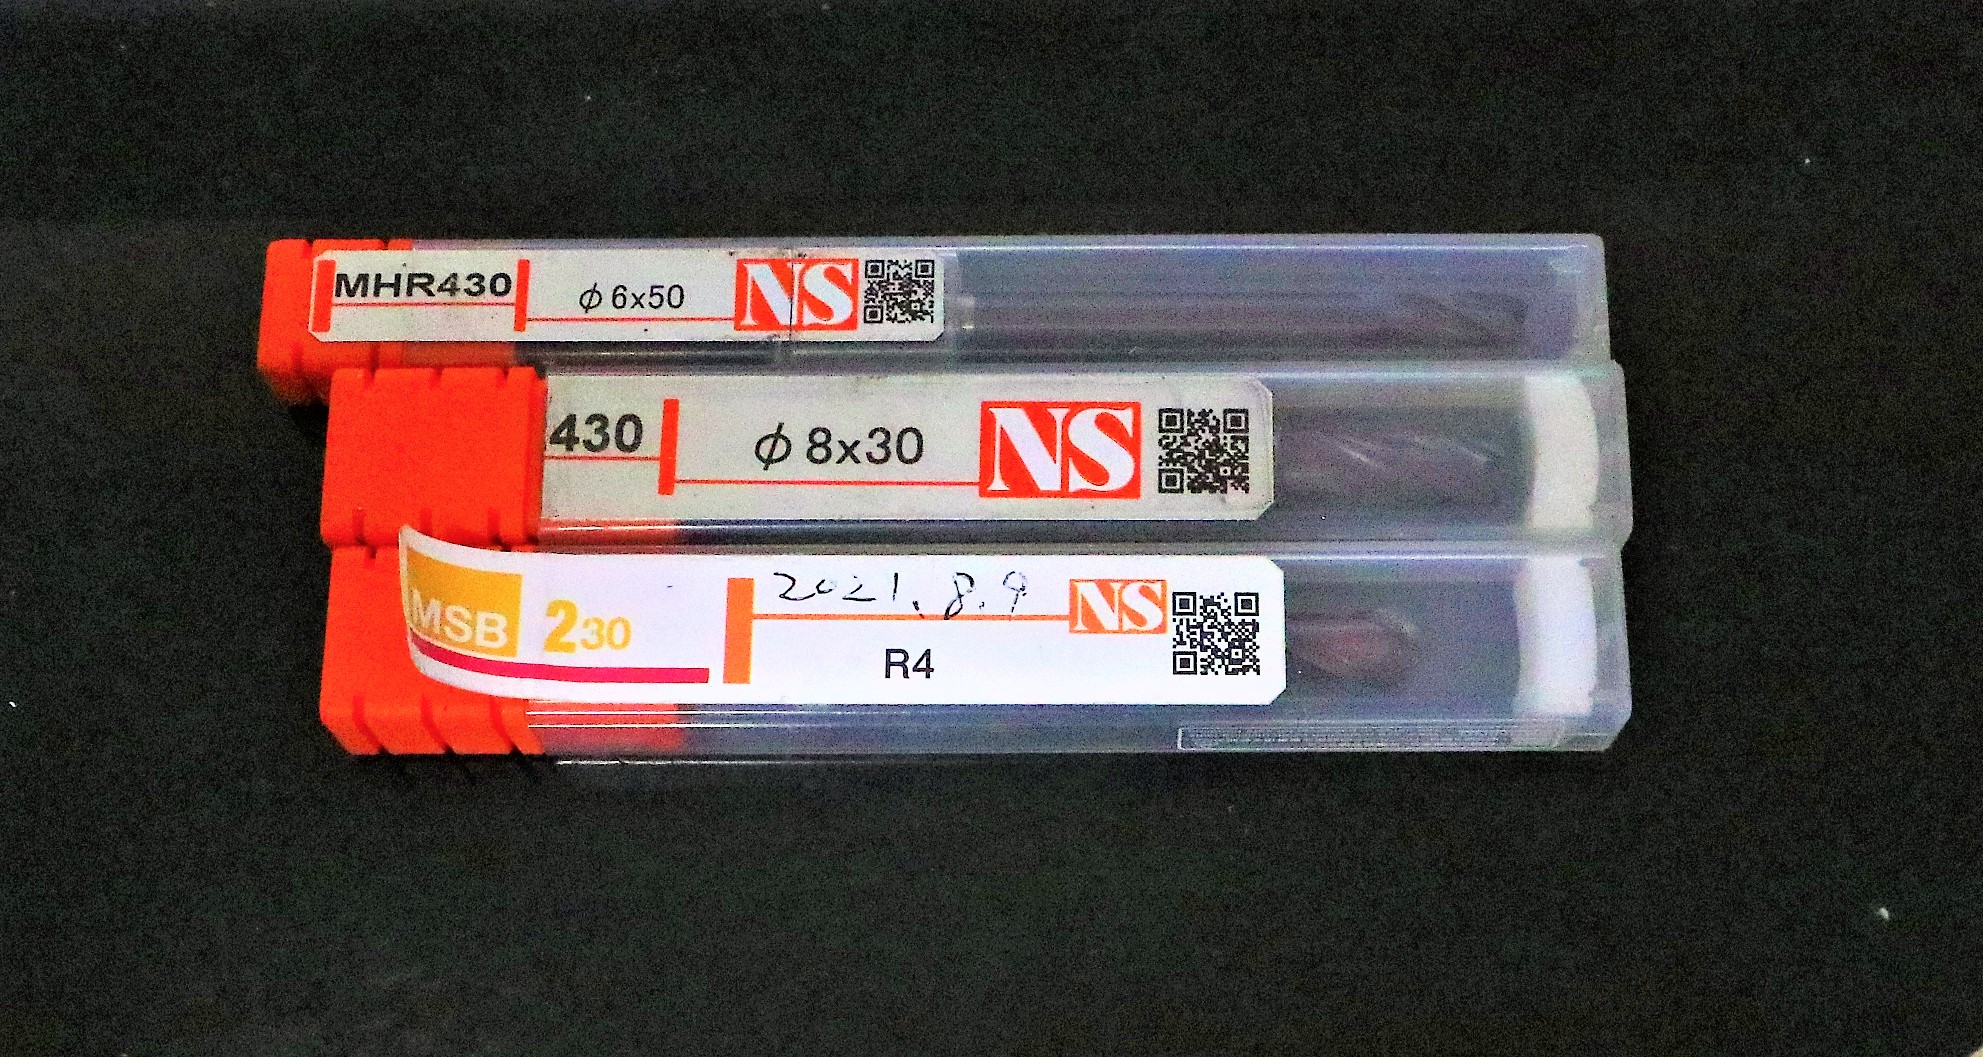 MHR430 φ6x50 NS
430 φ8x30 NS
MSB 230 2021.8.9 NS
R4